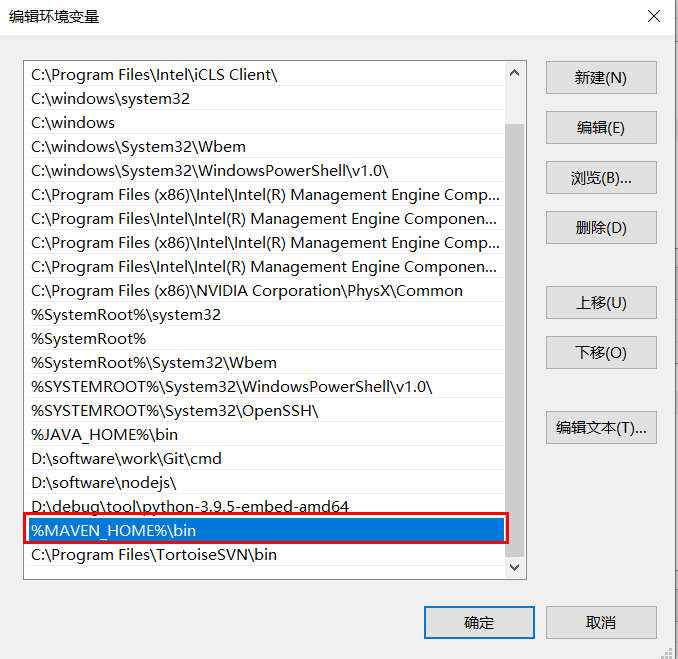 编辑环境变量
C:\Program Files\Intel\iCLS Client\
C:\windows\system32
C:\windows
C:\windows\System32\Wbem
C:\windows\System32\WindowsPowerShell\v1.0\
C:\Program Files (x86)\Intel\Intel(R) Management Engine Comp...
C:\Program Files\Intel\Intel(R) Management Engine Componen...
C:\Program Files (x86)\Intel\Intel(R) Management Engine Comp...
C:\Program Files\Intel\Intel(R) Management Engine Componen...
C:\Program Files (x86)\NVIDIA Corporation\PhysX\Common
%SystemRoot%\system32
%SystemRoot%
%SystemRoot%\System32\Wbem
%SYSTEMROOT%\System32\WindowsPowerShell\v1.0\
%SYSTEMROOT%\System32\OpenSSH\
%JAVA_HOME%\bin
D:\software\work\Git\cmd
D:\software\nodejs\
D:\debug\tool\python-3.9.5-embed-amd64
%MAVEN_HOME%\bin
C:\Program Files\TortoiseSVN\bin
新建(N)
编辑(E)
浏览(B)...
删除(D)
上移(U)
下移(O)
编辑文本(T)...
确定
取消